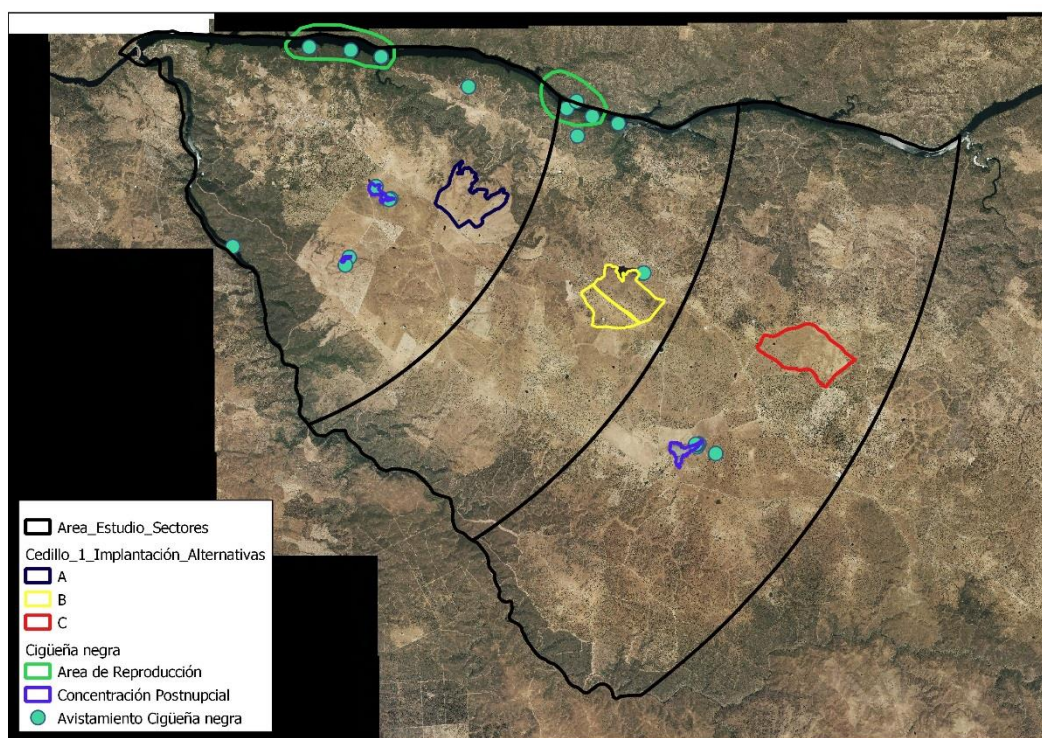 Area_Estudio_Sectores
Cedillo_1_Implantación_Alternativas
A
B
C
Cigüeña negra
Area de Reproducción
Concentración Postnupcial
Avistamiento Cigüeña negra